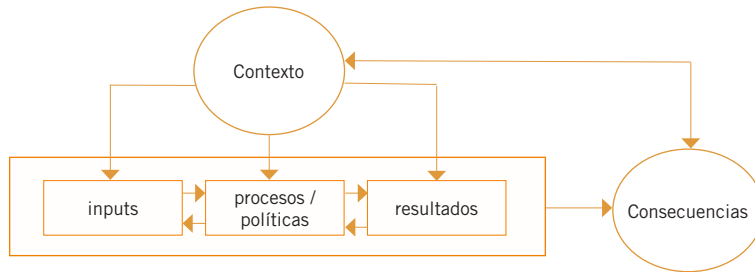 Contexto
inputs
procesos /
políticas
resultados
Consecuencias